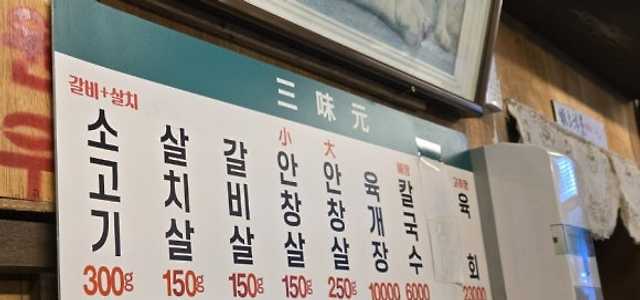 三味元
갈비+살치
소고기
300g
살치살
150g
갈비살
150g
小
안창살
150g
大
안창살
250g
육개장
10000
칼국수
6000
육회
23000